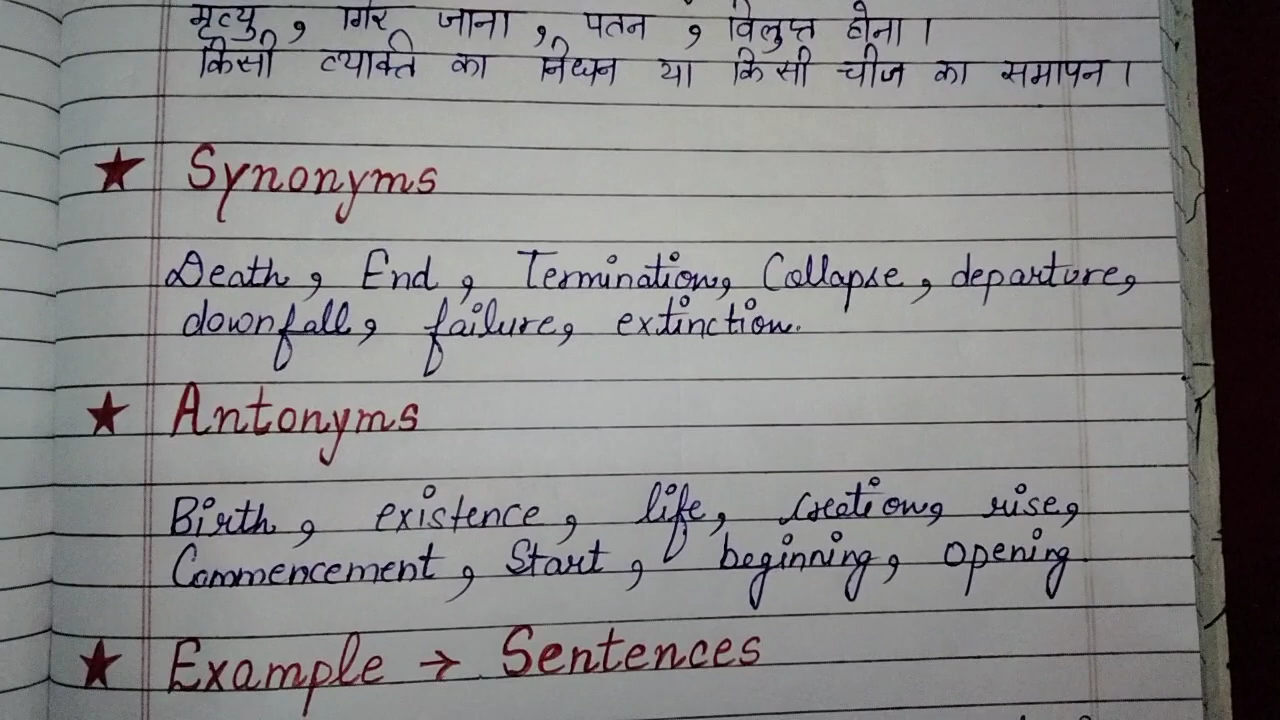 मृत्यु, गिर जाना, पतन, विलुप्त होना।
किसी व्यक्ति का निधन या किसी चीज का समापन।
★ Synonyms
Death, End, Termination, Collapse, departure,
downfall, failure, extinction.
★ Antonyms
Birth, existence, life, creation, rise,
Commencement, Start, beginning, opening
★ Example → Sentences